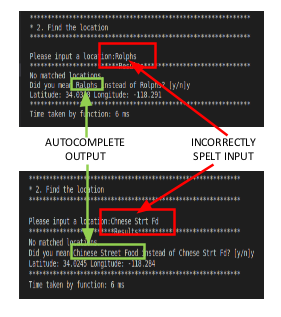 **************************************************
* 2. Find the location
**************************************************
Please input a location:Rolphs
*******************Results*******************
No matched locations
Did you mean Ralphs instead of Rolphs? [y/n]y
Latitude: 34.0318 Longitude: -118.291
**************************************************
Time taken by function: 6 ms
AUTOCOMPLETE
OUTPUT
INCORRECTLY
SPELT INPUT
**************************************************
* 2. Find the location
**************************************************
Please input a location:Chnese Strt Fd
*******************Results*******************
No matched locations
Did you mean Chinese Street Food instead of Chnese Strt Fd? [y/n]y
Latitude: 34.0245 Longitude: -118.284
**************************************************
Time taken by function: 6 ms